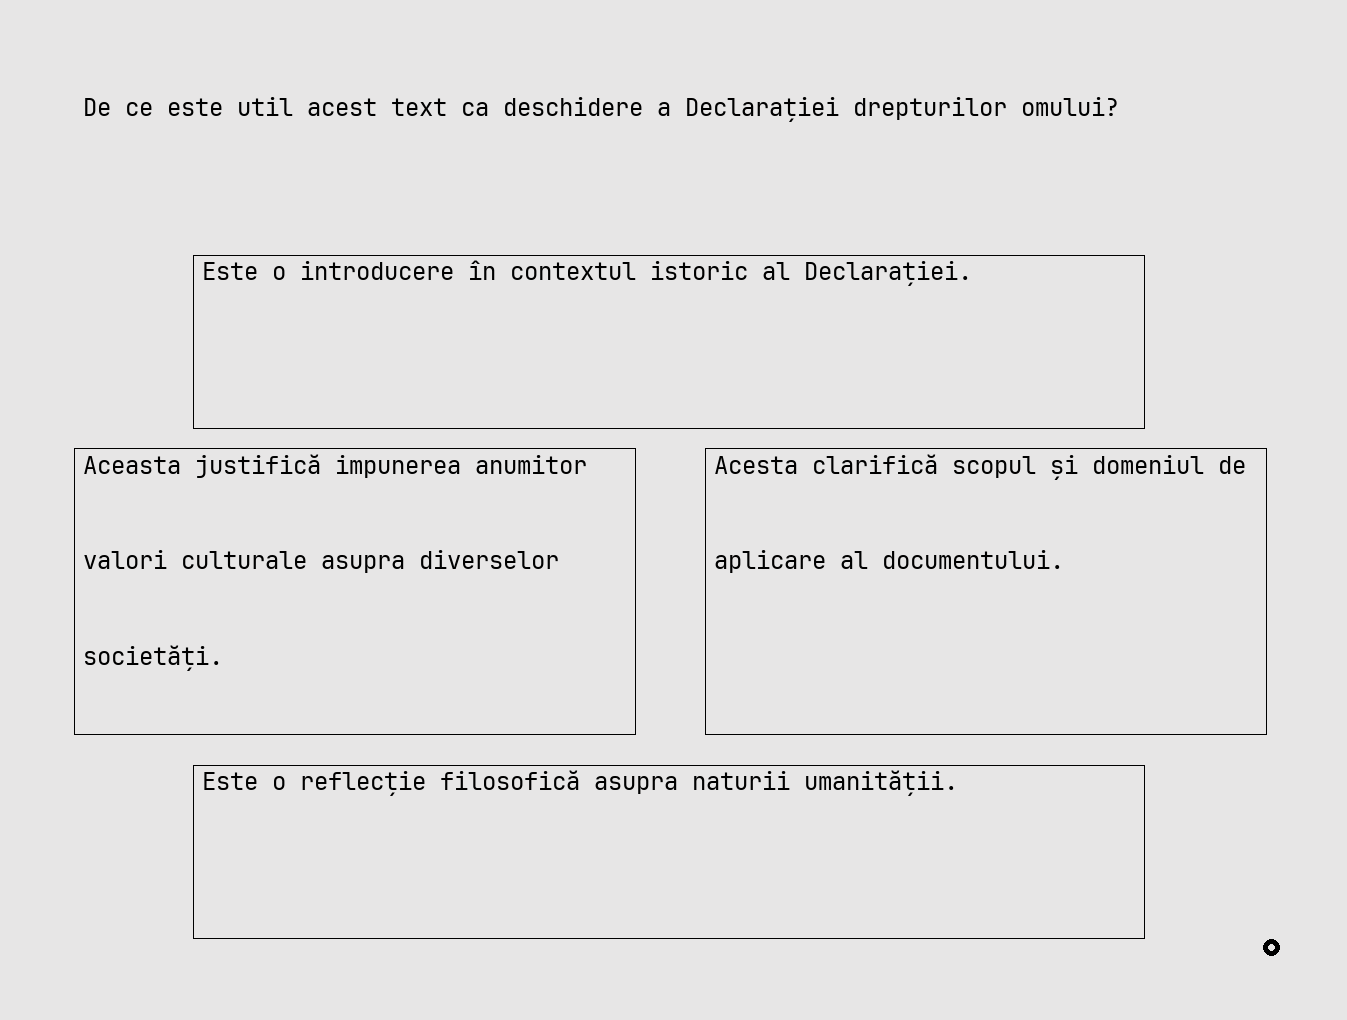 De ce este util acest text ca deschidere a Declarației drepturilor omului?
Este o introducere în contextul istoric al Declarației.
Aceasta justifică impunerea anumitor
valori culturale asupra diverselor
societăți.
Acesta clarifică scopul și domeniul de
aplicare al documentului.
Este o reflecție filosofică asupra naturii umanității.